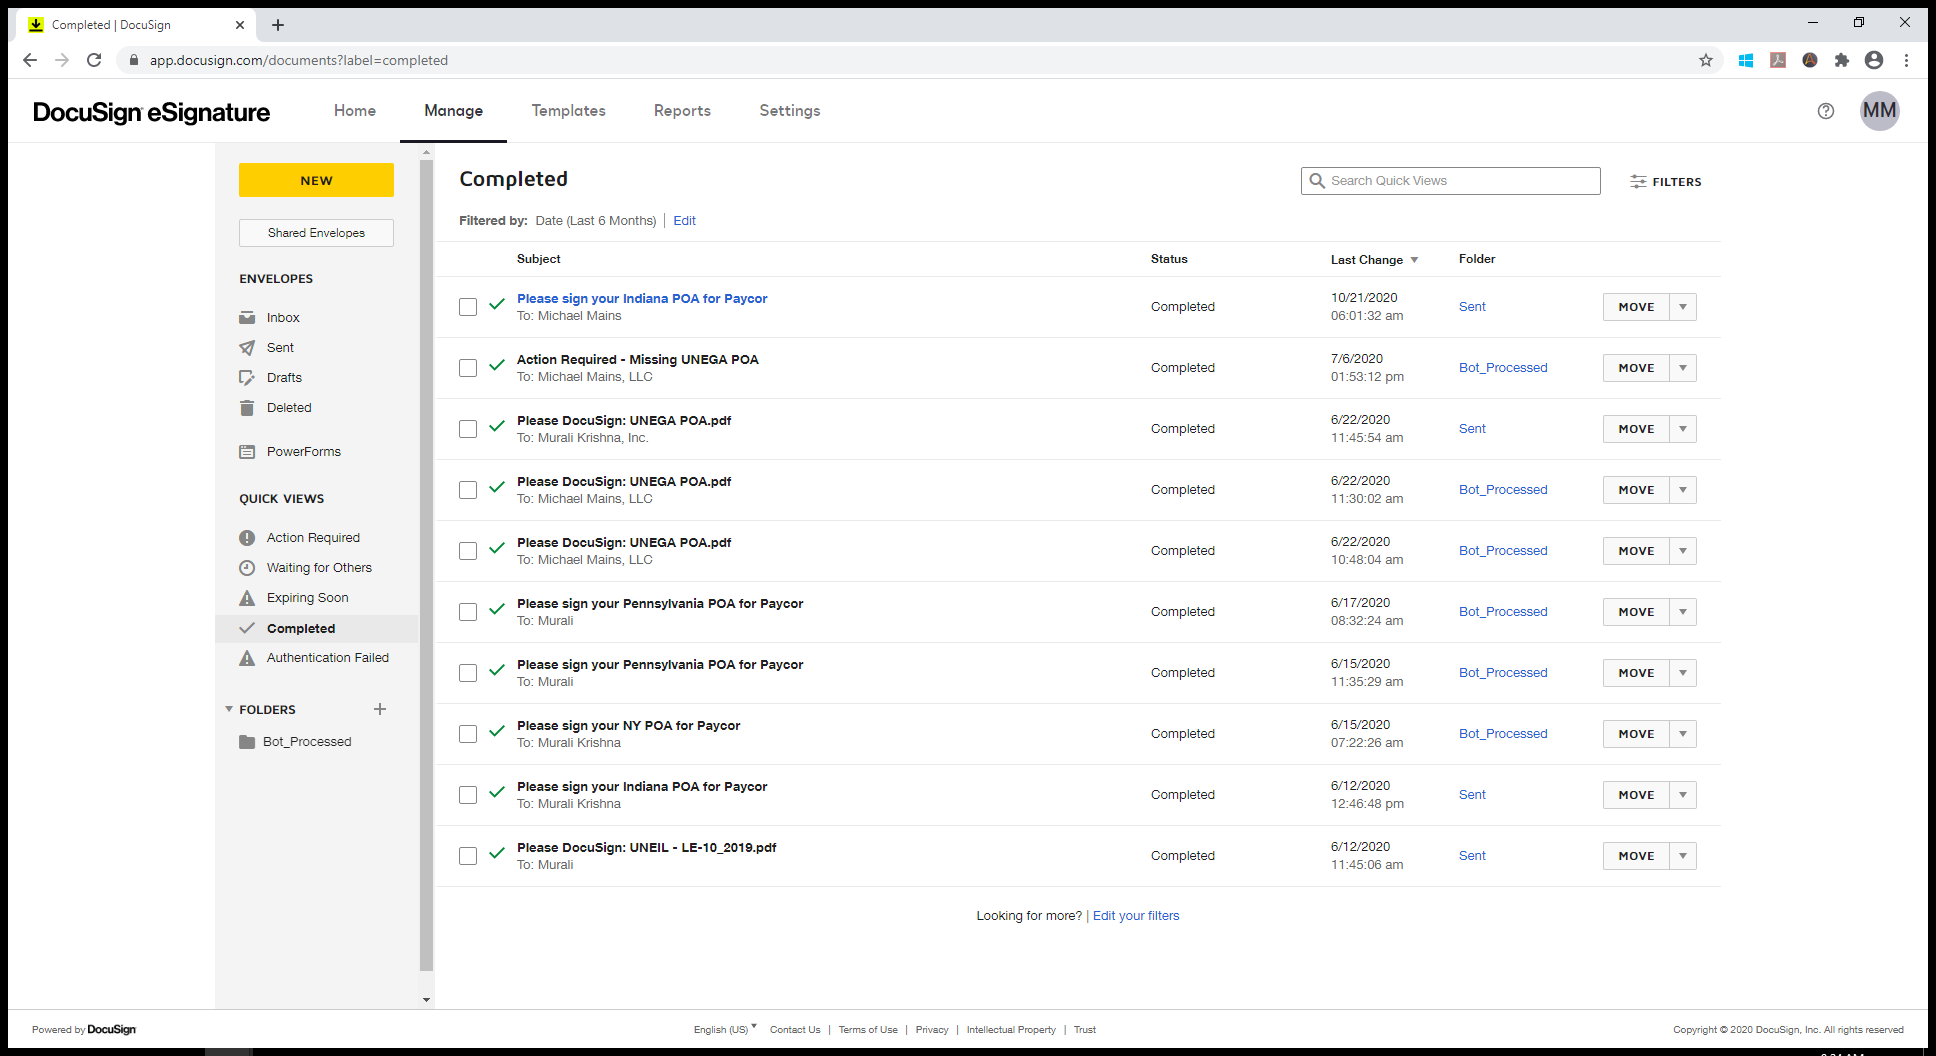 Completed | DocuSign
app.docusign.com/documents?label=completed
DocuSign eSignature
Home
Manage
Templates
Reports
Settings
MM
NEW
Shared Envelopes
ENVELOPES
Inbox
Sent
Drafts
Deleted
PowerForms
QUICK VIEWS
Action Required
Waiting for Others
Expiring Soon
Completed
Authentication Failed
FOLDERS
Bot_Processed
Completed
Search Quick Views
FILTERS
Filtered by: Date (Last 6 Months) | Edit
Subject Status Last Change Folder
Please sign your Indiana POA for Paycor
To: Michael Mains
Completed
10/21/2020
06:01:32 am
Sent
MOVE
Action Required - Missing UNEGA POA
To: Michael Mains, LLC
Completed
7/6/2020
01:53:12 pm
Bot_Processed
MOVE
Please DocuSign: UNEGA POA.pdf
To: Murali Krishna, Inc.
Completed
6/22/2020
11:45:54 am
Sent
MOVE
Please DocuSign: UNEGA POA.pdf
To: Michael Mains, LLC
Completed
6/22/2020
11:30:02 am
Bot_Processed
MOVE
Please DocuSign: UNEGA POA.pdf
To: Michael Mains, LLC
Completed
6/22/2020
10:48:04 am
Bot_Processed
MOVE
Please sign your Pennsylvania POA for Paycor
To: Murali
Completed
6/17/2020
08:32:24 am
Bot_Processed
MOVE
Please sign your Pennsylvania POA for Paycor
To: Murali
Completed
6/15/2020
11:35:29 am
Bot_Processed
MOVE
Please sign your NY POA for Paycor
To: Murali Krishna
Completed
6/15/2020
07:22:26 am
Bot_Processed
MOVE
Please sign your Indiana POA for Paycor
To: Murali Krishna
Completed
6/12/2020
12:46:48 pm
Sent
MOVE
Please DocuSign: UNEIL - LE-10_2019.pdf
To: Murali
Completed
6/12/2020
11:45:06 am
Sent
MOVE
Looking for more? | Edit your filters
Powered by DocuSign
English (US) Contact Us | Terms of Use | Privacy | Intellectual Property | Trust
Copyright © 2020 DocuSign, Inc. All rights reserved